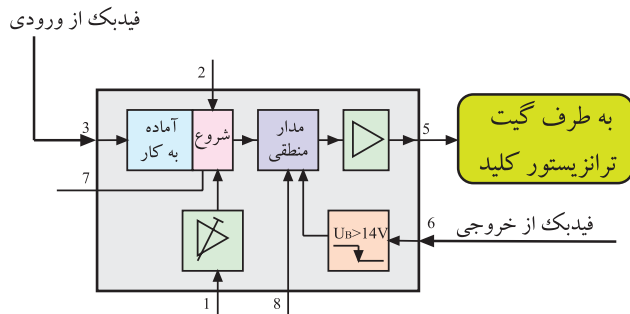 فیدبک از ورودی
2
3
آماده
به کار
شروع
مدار
منطقی
5
به طرف گیت
ترانزیستور کلید
7
UB>14V
6
فیدبک از خروجی
1
8